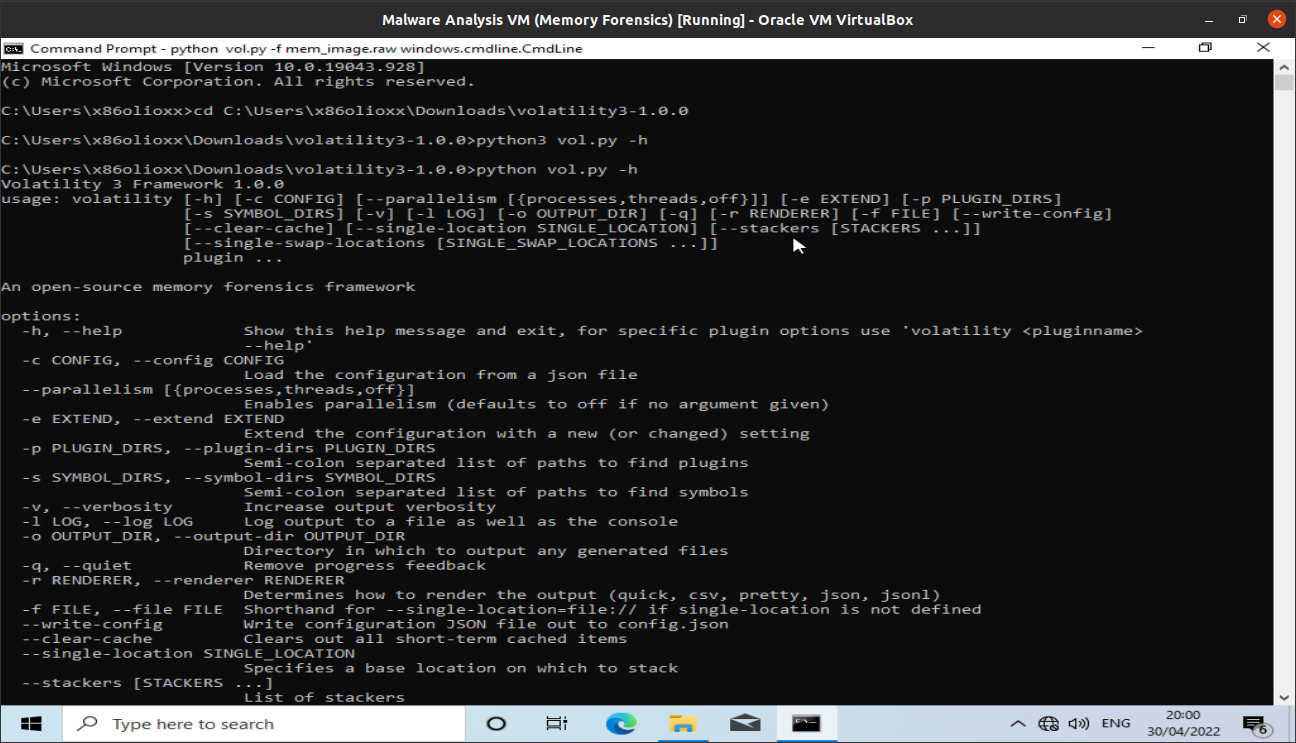 Malware Analysis VM (Memory Forensics) [Running] - Oracle VM VirtualBox
Command Prompt - python  vol.py -f mem_image.raw windows.cmdline.CmdLine
Microsoft Windows [Version 10.0.19043.928]
(c) Microsoft Corporation. All rights reserved.
C:\Users\x86olioxx>cd C:\Users\x86olioxx\Downloads\volatility3-1.0.0
C:\Users\x86olioxx\Downloads\volatility3-1.0.0>python3 vol.py -h
C:\Users\x86olioxx\Downloads\volatility3-1.0.0>python vol.py -h
Volatility 3 Framework 1.0.0
usage: volatility [-h] [-c CONFIG] [--parallelism [{processes,threads,off}]] [-e EXTEND] [-p PLUGIN_DIRS]
[-s SYMBOL_DIRS] [-v] [-l LOG] [-o OUTPUT_DIR] [-q] [-r RENDERER] [-f FILE] [--write-config]
[--clear-cache] [--single-location SINGLE_LOCATION] [--stackers [STACKERS ...]]
[--single-swap-locations [SINGLE_SWAP_LOCATIONS ...]]
plugin ...
An open-source memory forensics framework
options:
-h, --help            Show this help message and exit, for specific plugin options use 'volatility <pluginname>
--help'
-c CONFIG, --config CONFIG
Load the configuration from a json file
--parallelism [{processes,threads,off}]
Enables parallelism (defaults to off if no argument given)
-e EXTEND, --extend EXTEND
Extend the configuration with a new (or changed) setting
-p PLUGIN_DIRS, --plugin-dirs PLUGIN_DIRS
Semi-colon separated list of paths to find plugins
-s SYMBOL_DIRS, --symbol-dirs SYMBOL_DIRS
Semi-colon separated list of paths to find symbols
-v, --verbosity       Increase output verbosity
-l LOG, --log LOG     Log output to a file as well as the console
-o OUTPUT_DIR, --output-dir OUTPUT_DIR
Directory in which to output any generated files
-q, --quiet           Remove progress feedback
-r RENDERER, --renderer RENDERER
Determines how to render the output (quick, csv, pretty, json, jsonl)
-f FILE, --file FILE  Shorthand for --single-location=file:// if single-location is not defined
--write-config        Write configuration JSON file out to config.json
--clear-cache         Clears out all short-term cached items
--single-location SINGLE_LOCATION
Specifies a base location on which to stack
--stackers [STACKERS ...]
List of stackers
Type here to search
ENG
20:00
30/04/2022
6